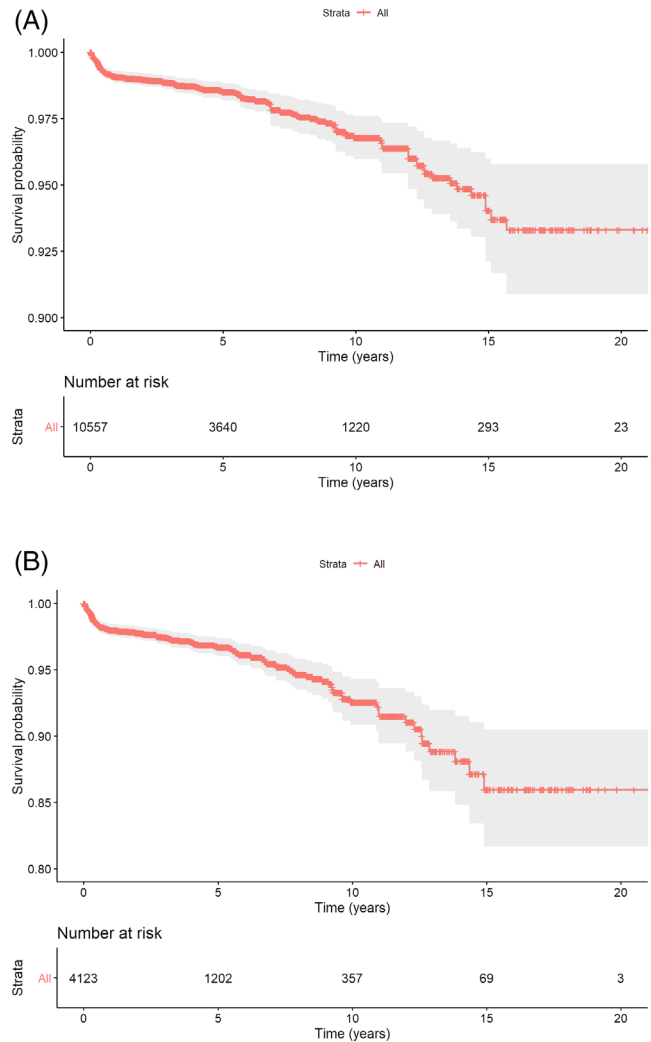 (A)
Strata All
1.000
0.975
0.950
0.925
0.900
Survival probability
0 5 10 15 20
Time (years)
Number at risk
Strata
All 10557 3640 1220 293 23
0 5 10 15 20
Time (years)
(B)
Strata All
1.00
0.95
0.90
0.85
0.80
Survival probability
0 5 10 15 20
Time (years)
Number at risk
Strata
All 4123 1202 357 69 3
0 5 10 15 20
Time (years)